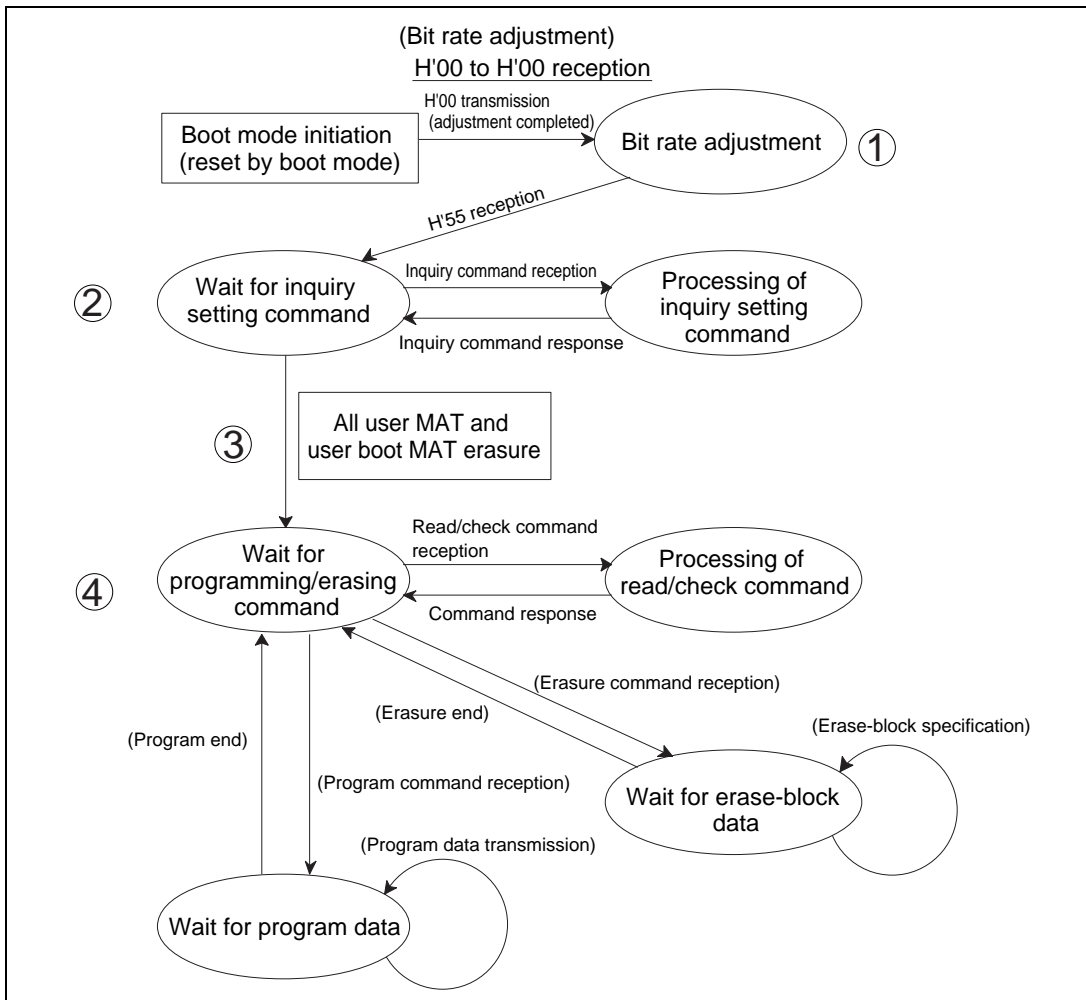 (Bit rate adjustment)
H'00 to H'00 reception
H'00 transmission
(adjustment completed)
Boot mode initiation
(reset by boot mode)
Bit rate adjustment
1
H'55 reception
2
Wait for inquiry
setting command
Inquiry command reception
Inquiry command response
Processing of
inquiry setting
command
3
All user MAT and
user boot MAT erasure
4
Wait for
programming/erasing
command
Read/check command
reception
Command response
Processing of
read/check command
(Erasure command reception)
(Erasure end)
(Program end)
(Program command reception)
(Erase-block specification)
Wait for erase-block
data
(Program data transmission)
Wait for program data